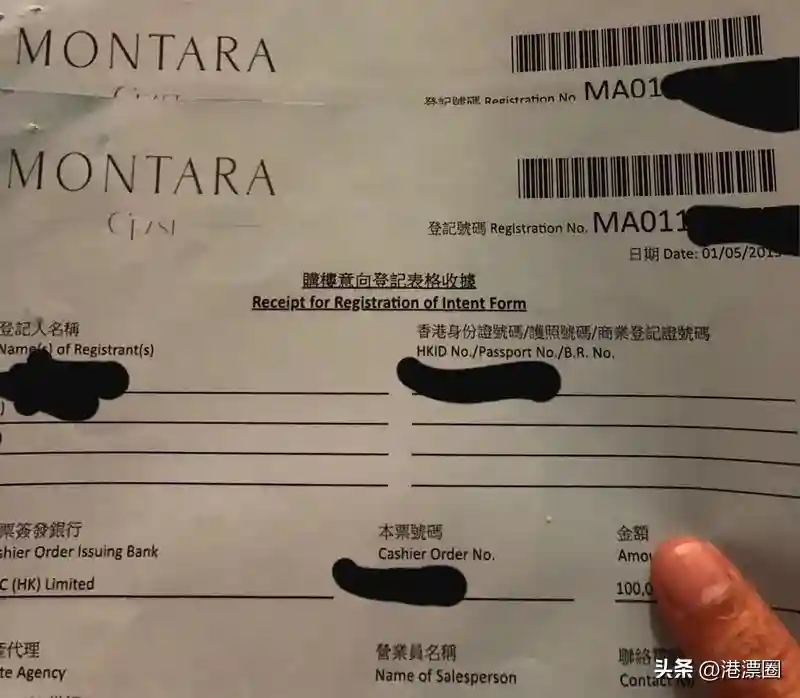 MONTARA
登記號碼 Registration No. MA01
MONTARA
登記號碼 Registration No. MA011
日期 Date: 01/05/2019
購樓意向登記表格收據
Receipt for Registration of Intent Form
登記人名稱
Name(s) of Registrant(s)
香港身份證號碼/護照號碼/商業登記證號碼
HKID No./Passport No./B.R. No.
)
)
票簽發銀行
shier Order Issuing Bank
C (HK) Limited
本票號碼
Cashier Order No.
金額
Amou
100,0
產代理
te Agency
營業員名稱
Name of Salesperson
聯絡
Contact
头条 @港漂圈